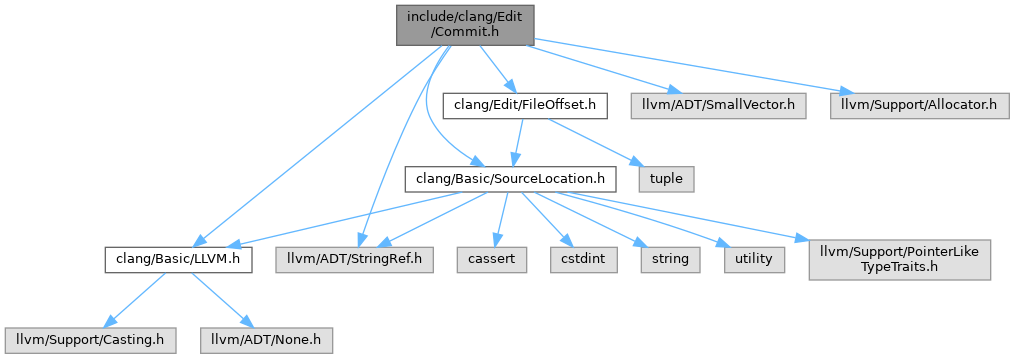 include/clang/Edit
/Commit.h
clang/Edit/FileOffset.h
llvm/ADT/SmallVector.h
llvm/Support/Allocator.h
clang/Basic/SourceLocation.h
tuple
clang/Basic/LLVM.h
llvm/ADT/StringRef.h
cassert
cstdint
string
utility
llvm/Support/PointerLike
TypeTraits.h
llvm/Support/Casting.h
llvm/ADT/None.h